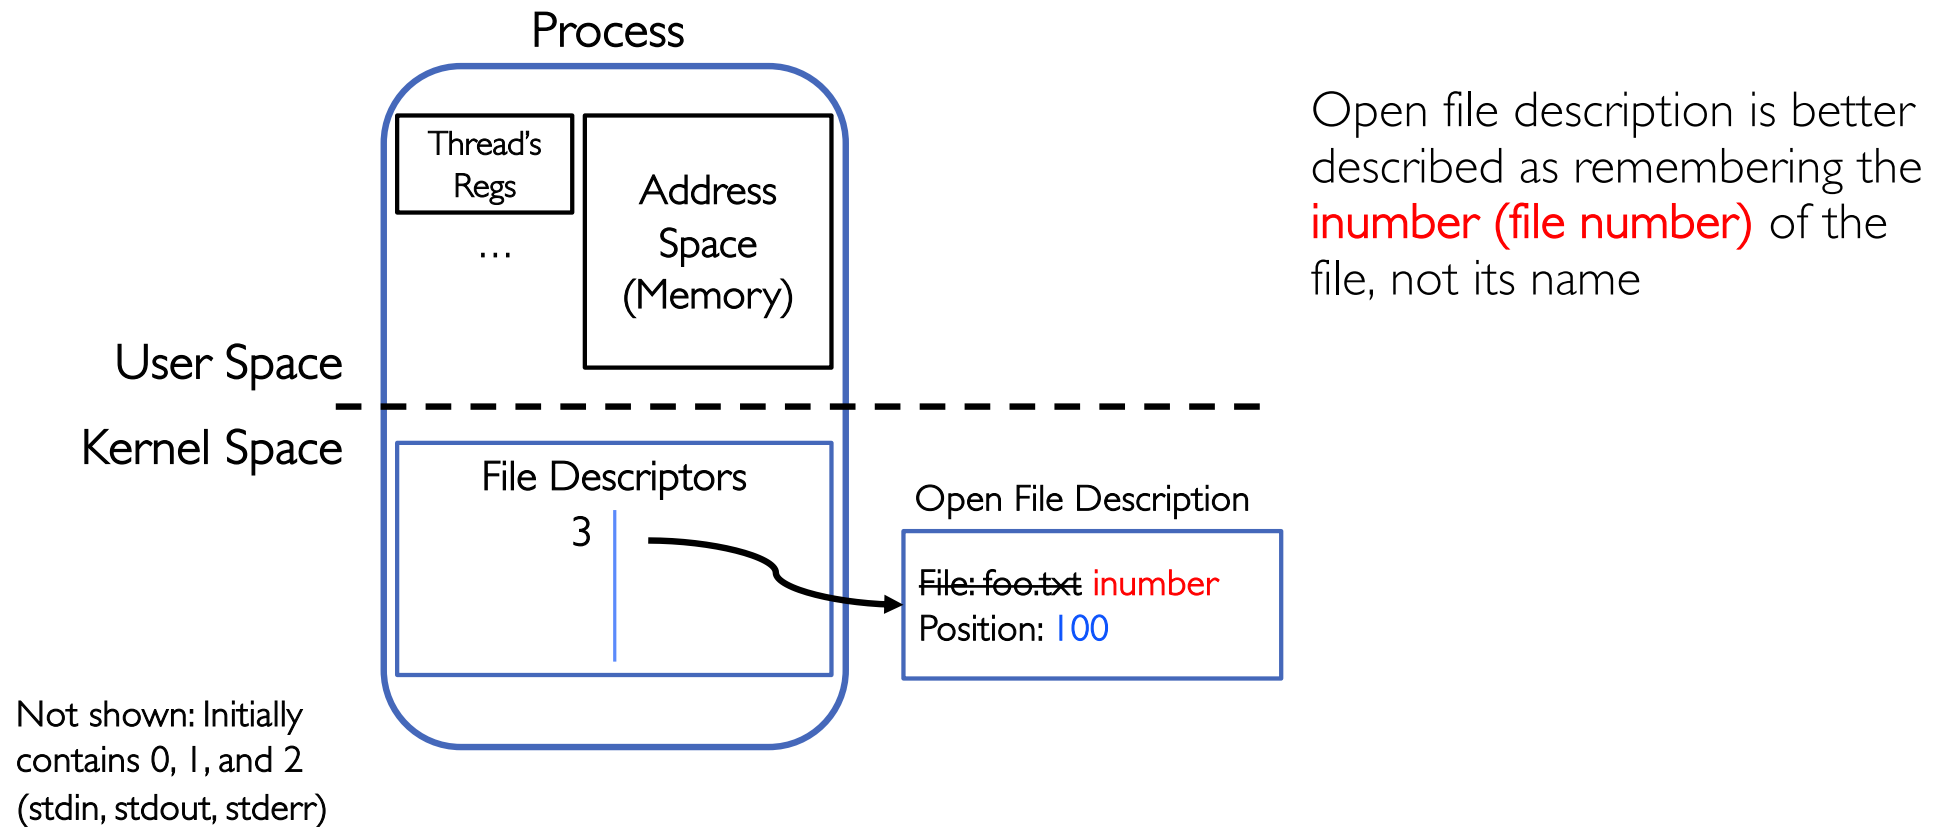 Process
Thread's
Regs
...
Address
Space
(Memory)
Open file description is better
described as remembering the
inumber (file number) of the
file, not its name
User Space
Kernel Space
File Descriptors
3
Open File Description
File: foo.txt inumber
Position: 100
Not shown: Initially
contains 0, 1, and 2
(stdin, stdout, stderr)